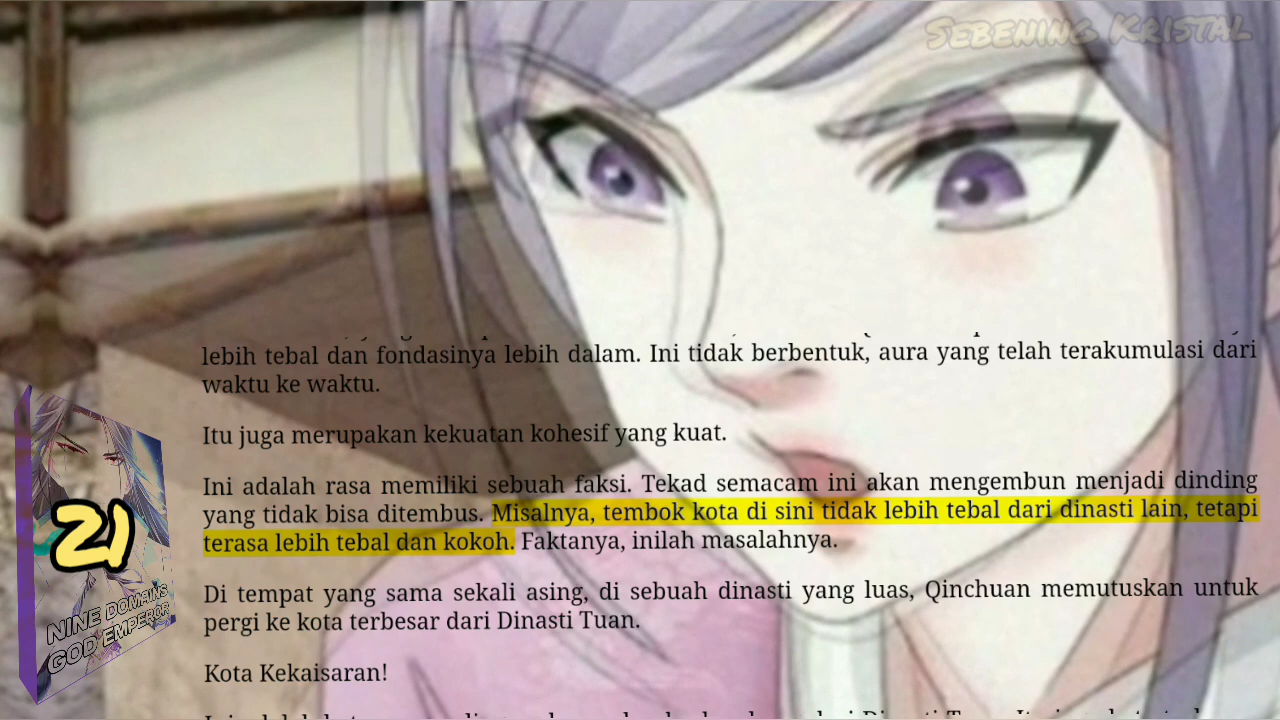 Sebening Kristal
lebih tebal dan fondasinya lebih dalam. Ini tidak berbentuk, aura yang telah terakumulasi dari
waktu ke waktu.
Itu juga merupakan kekuatan kohesif yang kuat.
Ini adalah rasa memiliki sebuah faksi. Tekad semacam ini akan mengembun menjadi dinding
yang tidak bisa ditembus. Misalnya, tembok kota di sini tidak lebih tebal dari dinasti lain, tetapi
terasa lebih tebal dan kokoh. Faktanya, inilah masalahnya.
Di tempat yang sama sekali asing, di sebuah dinasti yang luas, Qinchuan memutuskan untuk
pergi ke kota terbesar dari Dinasti Tuan.
Kota Kekaisaran!
21
NINE DOMAINS
GOD EMPEROR